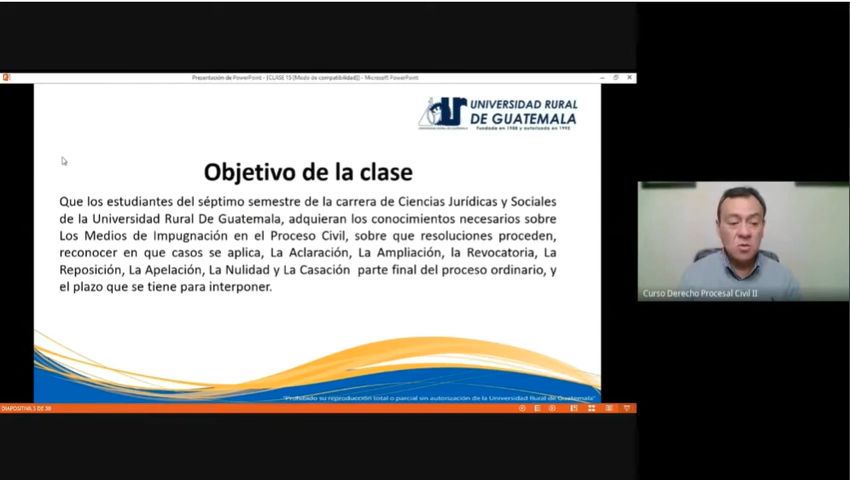 Presentación de PowerPoint - [CLASE 15 [Modo de compatibilidad]] - Microsoft PowerPoint
UNIVERSIDAD RURAL
DE GUATEMALA
Fundada en 1988 y autorizada en 1995
Objetivo de la clase
Que los estudiantes del séptimo semestre de la carrera de Ciencias Jurídicas y Sociales
de la Universidad Rural De Guatemala, adquieran los conocimientos necesarios sobre
Los Medios de Impugnación en el Proceso Civil, sobre que resoluciones proceden,
reconocer en que casos se aplica, La Aclaración, La Ampliación, la Revocatoria, La
Reposición, La Apelación, La Nulidad y La Casación parte final del proceso ordinario, y
el plazo que se tiene para interponer.
Curso Derecho Procesal Civil II
"Prohibido su reproducción total o parcial sin autorización de la Universidad Rural de Guatemala"